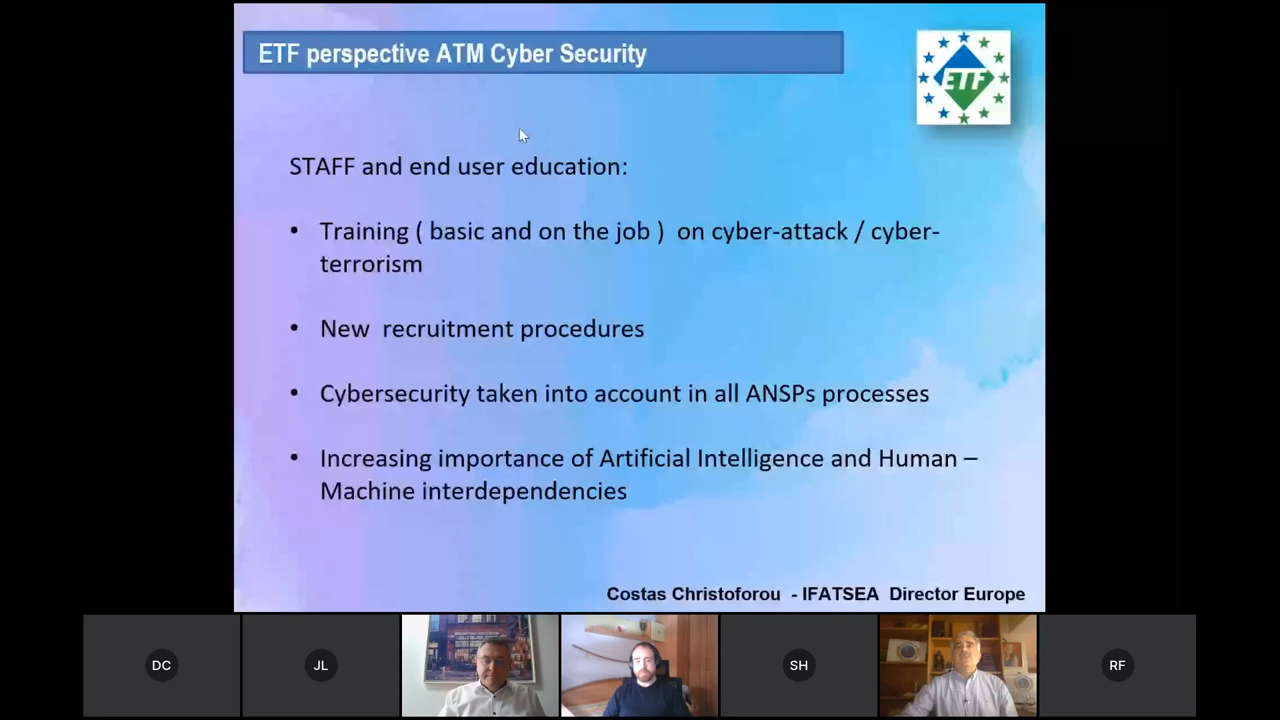 ETF perspective ATM Cyber Security
ETF
STAFF and end user education:
• Training ( basic and on the job )  on cyber-attack / cyber-
terrorism
• New  recruitment procedures
• Cybersecurity taken into account in all ANSPs processes
• Increasing importance of Artificial Intelligence and Human –
Machine interdependencies
Costas Christoforou  - IFATSEA  Director Europe
DC
JL
SH
RF